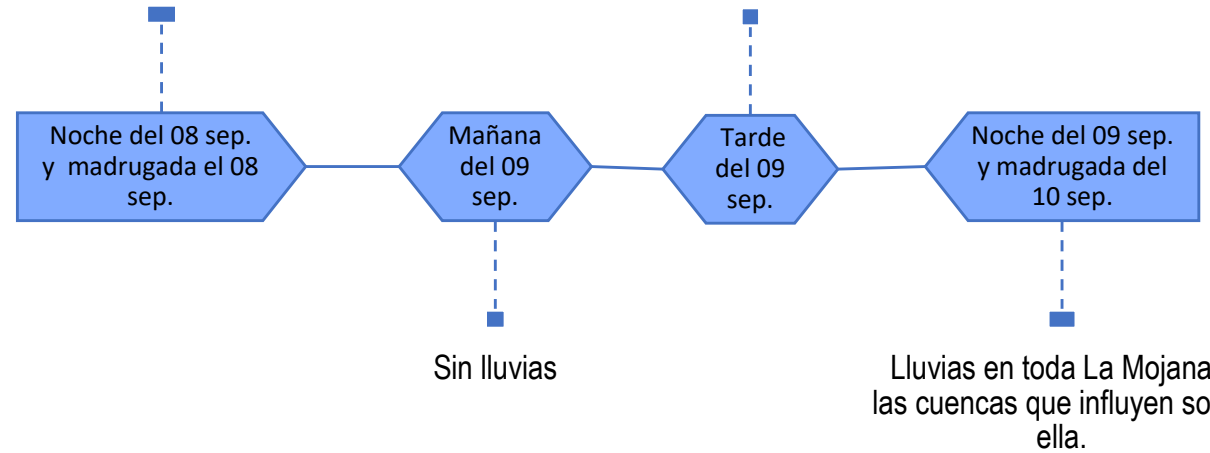 Noche del 08 sep.
y madrugada el 08
sep.
Mañana
del 09
sep.
Tarde
del 09
sep.
Noche del 09 sep.
y madrugada del
10 sep.
Sin lluvias
Lluvias en toda La Mojana
las cuencas que influyen
ella.